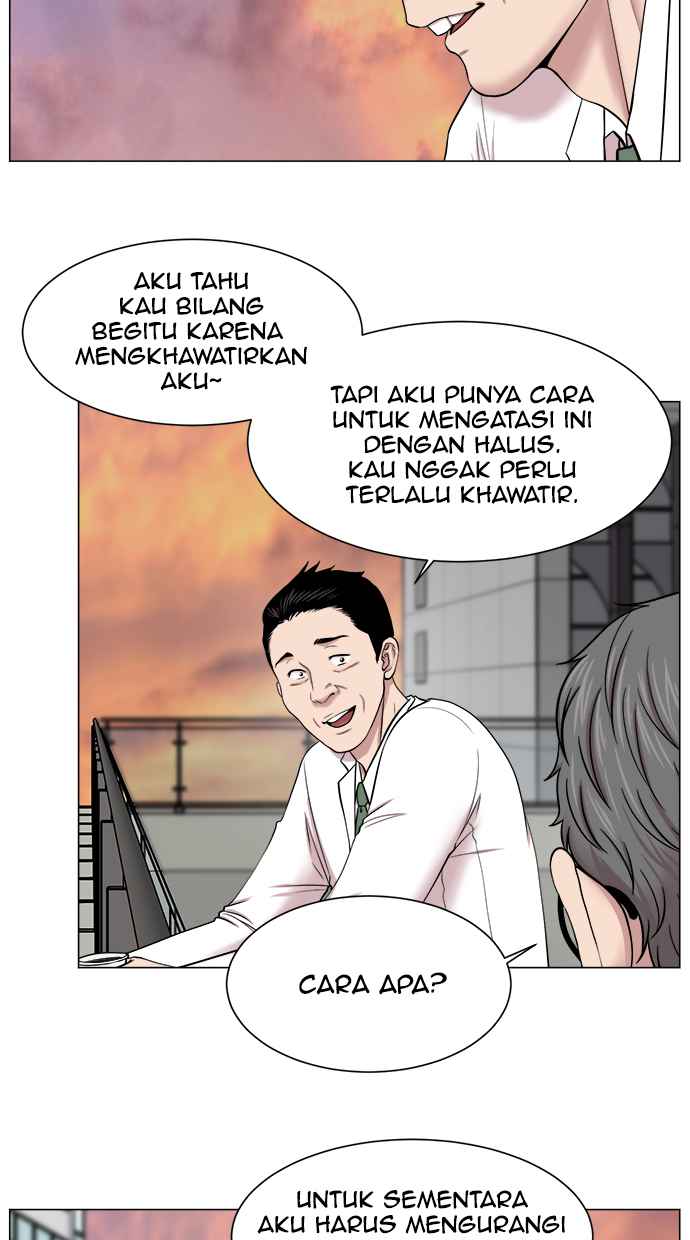 AKU TAHU
KAU BILANG
BEGITU KARENA
MENGKHAWATIRKAN
AKU~
TAPI AKU PUNYA CARA
UNTUK MENGATASI INI
DENGAN HALUS.
KAU NGGAK PERLU
TERLALU KHAWATIR.
CARA APA?
UNTUK SEMENTARA
AKU HARUS MENGURANGI